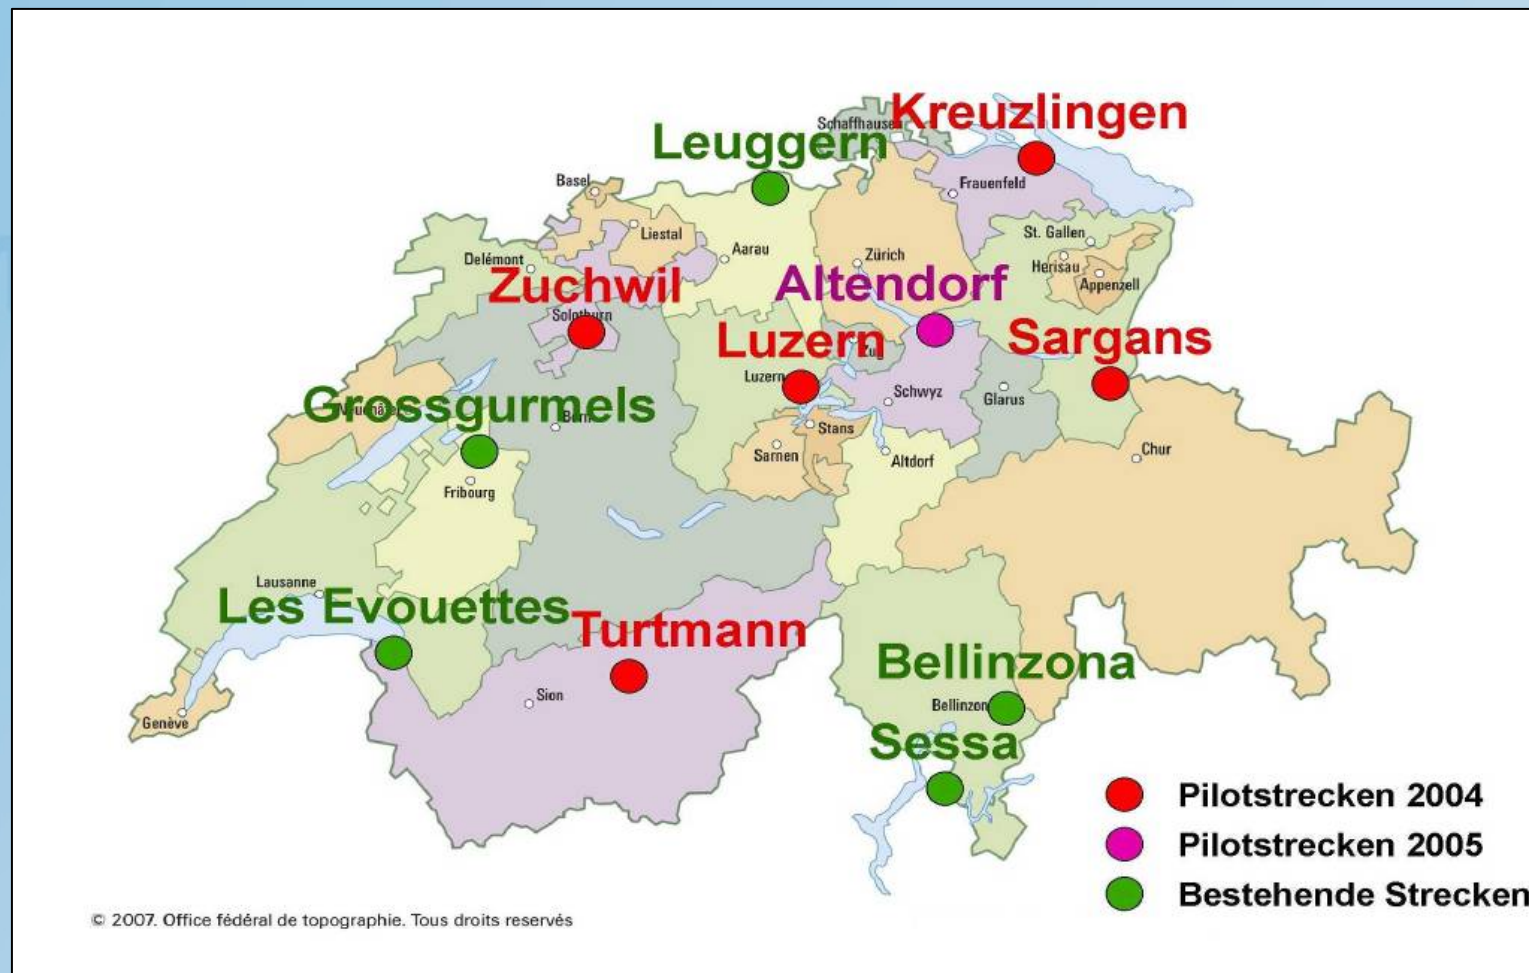 Kreuzlingen
Schaffhausen
Leuggern
Basel
Frauenfeld
Liestal
St. Gallen
Aarau
Zürich
Delémont
Herisau
Appenzell
Zuchwil
Altendorf
Solothurn
Luzern
Sargans
Zug
Luzern
Schwyz
Glarus
Grossgurmels
Neuchâtel
Bern
Stans
Sarnen
Altdorf
Chur
Fribourg
Lausanne
Les Evouettes
Turtmann
Bellinzona
Sion
Bellinzon
Genève
Sessa
Pilotstrecken 2004
Pilotstrecken 2005
Bestehende Strecken
© 2007. Office fédéral de topographie. Tous droits reservés